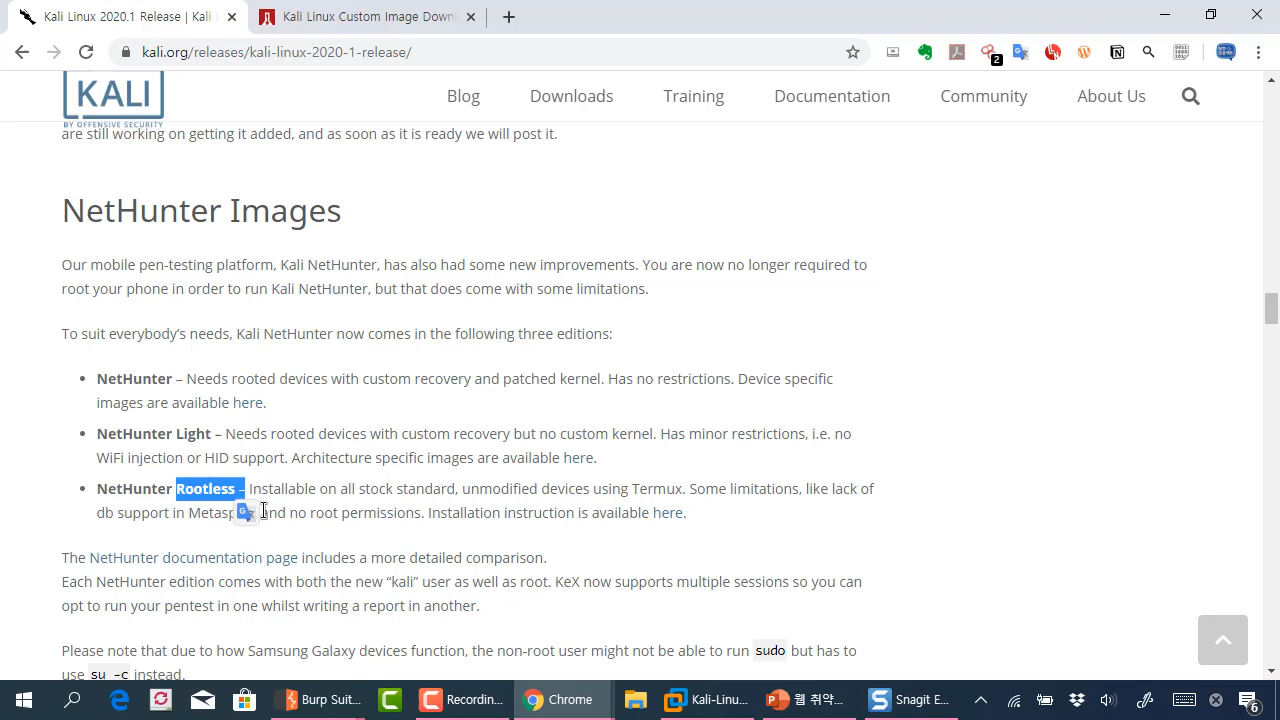 Kali Linux 2020.1 Release | Kali L
Kali Linux Custom Image Downl
kali.org/releases/kali-linux-2020-1-release/
2
KALI
BY OFFENSIVE SECURITY
Blog
Downloads
Training
Documentation
Community
About Us
are still working on getting it added, and as soon as it is ready we will post it.
NetHunter Images
Our mobile pen-testing platform, Kali NetHunter, has also had some new improvements. You are now no longer required to
root your phone in order to run Kali NetHunter, but that does come with some limitations.
To suit everybody's needs, Kali NetHunter now comes in the following three editions:
• NetHunter – Needs rooted devices with custom recovery and patched kernel. Has no restrictions. Device specific
images are available here.
• NetHunter Light – Needs rooted devices with custom recovery but no custom kernel. Has minor restrictions, i.e. no
WiFi injection or HID support. Architecture specific images are available here.
• NetHunter Rootless – Installable on all stock standard, unmodified devices using Termux. Some limitations, like lack of
db support in Metasp and no root permissions. Installation instruction is available here.
The NetHunter documentation page includes a more detailed comparison.
Each NetHunter edition comes with both the new “kali” user as well as root. KeX now supports multiple sessions so you can
opt to run your pentest in one whilst writing a report in another.
Please note that due to how Samsung Galaxy devices function, the non-root user might not be able to run sudo but has to
use su -c instead.
Burp Suit...
Recordin...
Chrome
Kali-Linu...
웹 취약...
Snagit E...
6